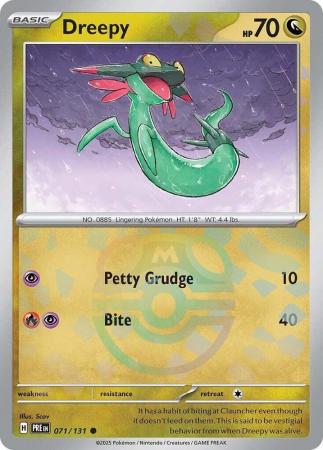 BASIC
Dreepy
HP 70
NO. 0885 Lingering Pokémon HT: 1'8" WT: 4.4 lbs.
Petty Grudge 10
Bite 40
weakness resistance retreat
Illus. Scav
H PRE EN 071/131
It has a habit of biting at Clauncher even though
it doesn't feed on them. This is said to be vestigial
behavior from when Dreepy was alive.
©2025 Pokémon / Nintendo / Creatures / GAME FREAK
M